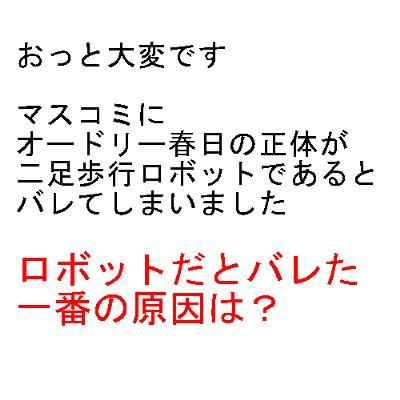 おっと大変です
マスコミに
オードリー春日の正体が
二足歩行ロボットであると
バレてしまいました
ロボットだとバレた
一番の原因は？